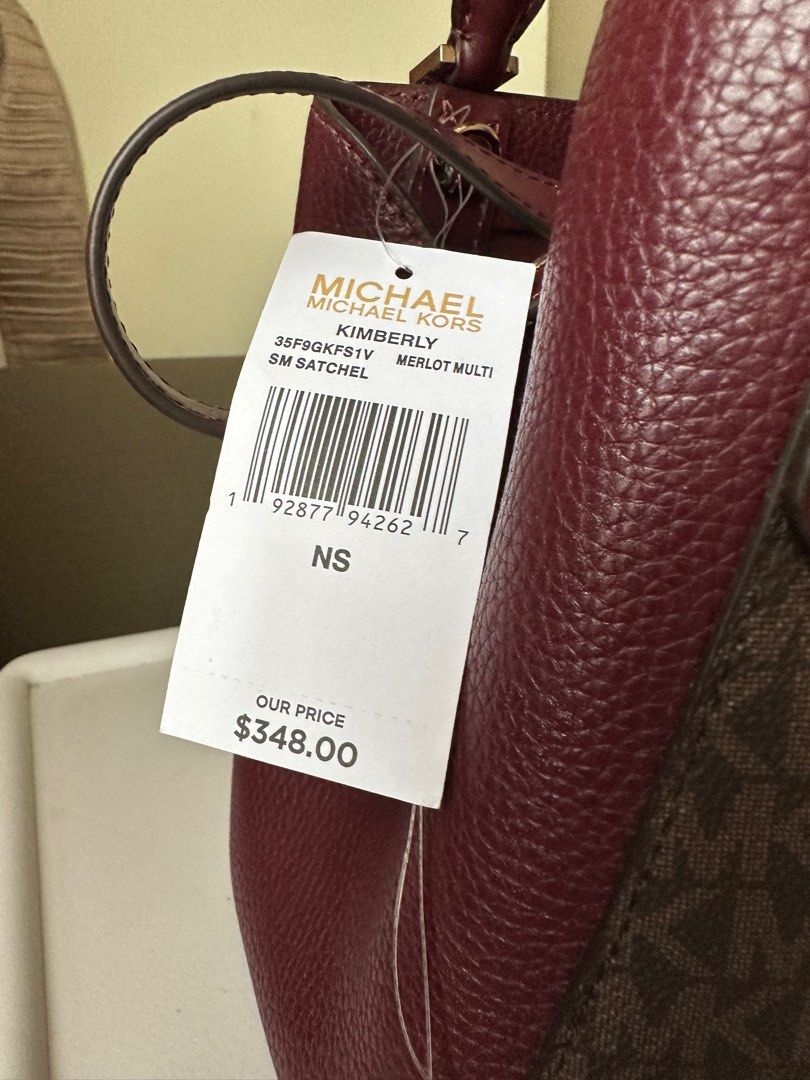 MICHAEL
MICHAEL KORS
KIMBERLY
35F9GKFS1V MERLOT MULTI
SM SATCHEL
1 92877 94262 7
NS
OUR PRICE
$348.00